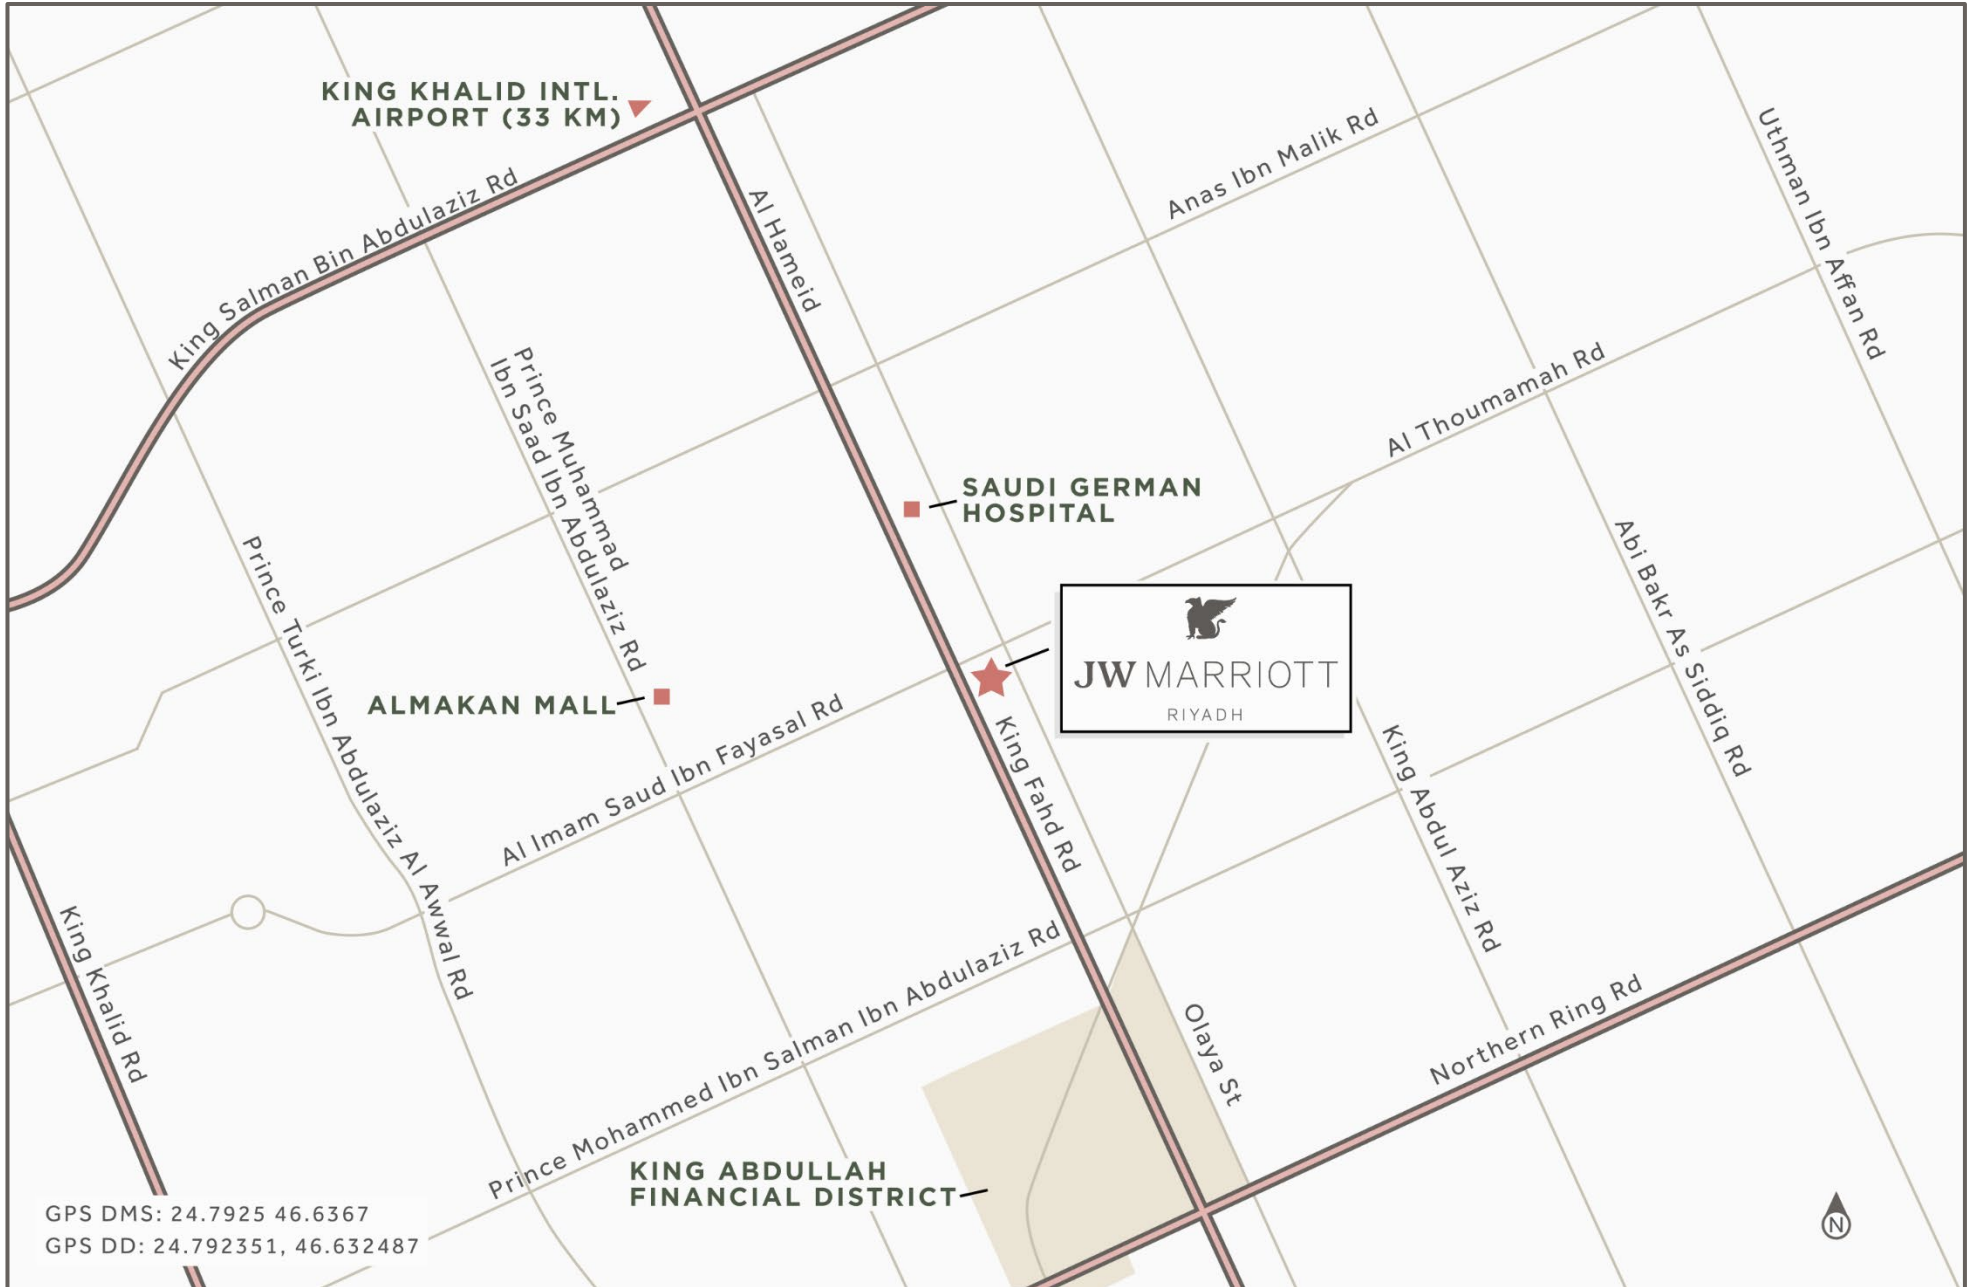 KING KHALID INTL.
AIRPORT (33 KM)
King Salman Bin Abdulaziz Rd
Al Hameid
Anas Ibn Malik Rd
Uthman Ibn Affan Rd
Prince Muhammad
Ibn Saad Ibn Abdulaziz Rd
Al Thoumamah Rd
SAUDI GERMAN
HOSPITAL
Prince Turki Ibn Abdulaziz Al Awwal Rd
Abi Bakr As Siddiq Rd
JW MARRIOTT
RIYADH
ALMAKAN MALL
Al Imam Saud Ibn Fayasal Rd
King Fahd Rd
King Abdul Aziz Rd
King Khalid Rd
Prince Mohammed Ibn Salman Ibn Abdulaziz Rd
Olaya St
Northern Ring Rd
KING ABDULLAH
FINANCIAL DISTRICT
GPS DMS: 24.7925 46.6367
GPS DD: 24.792351, 46.632487
N